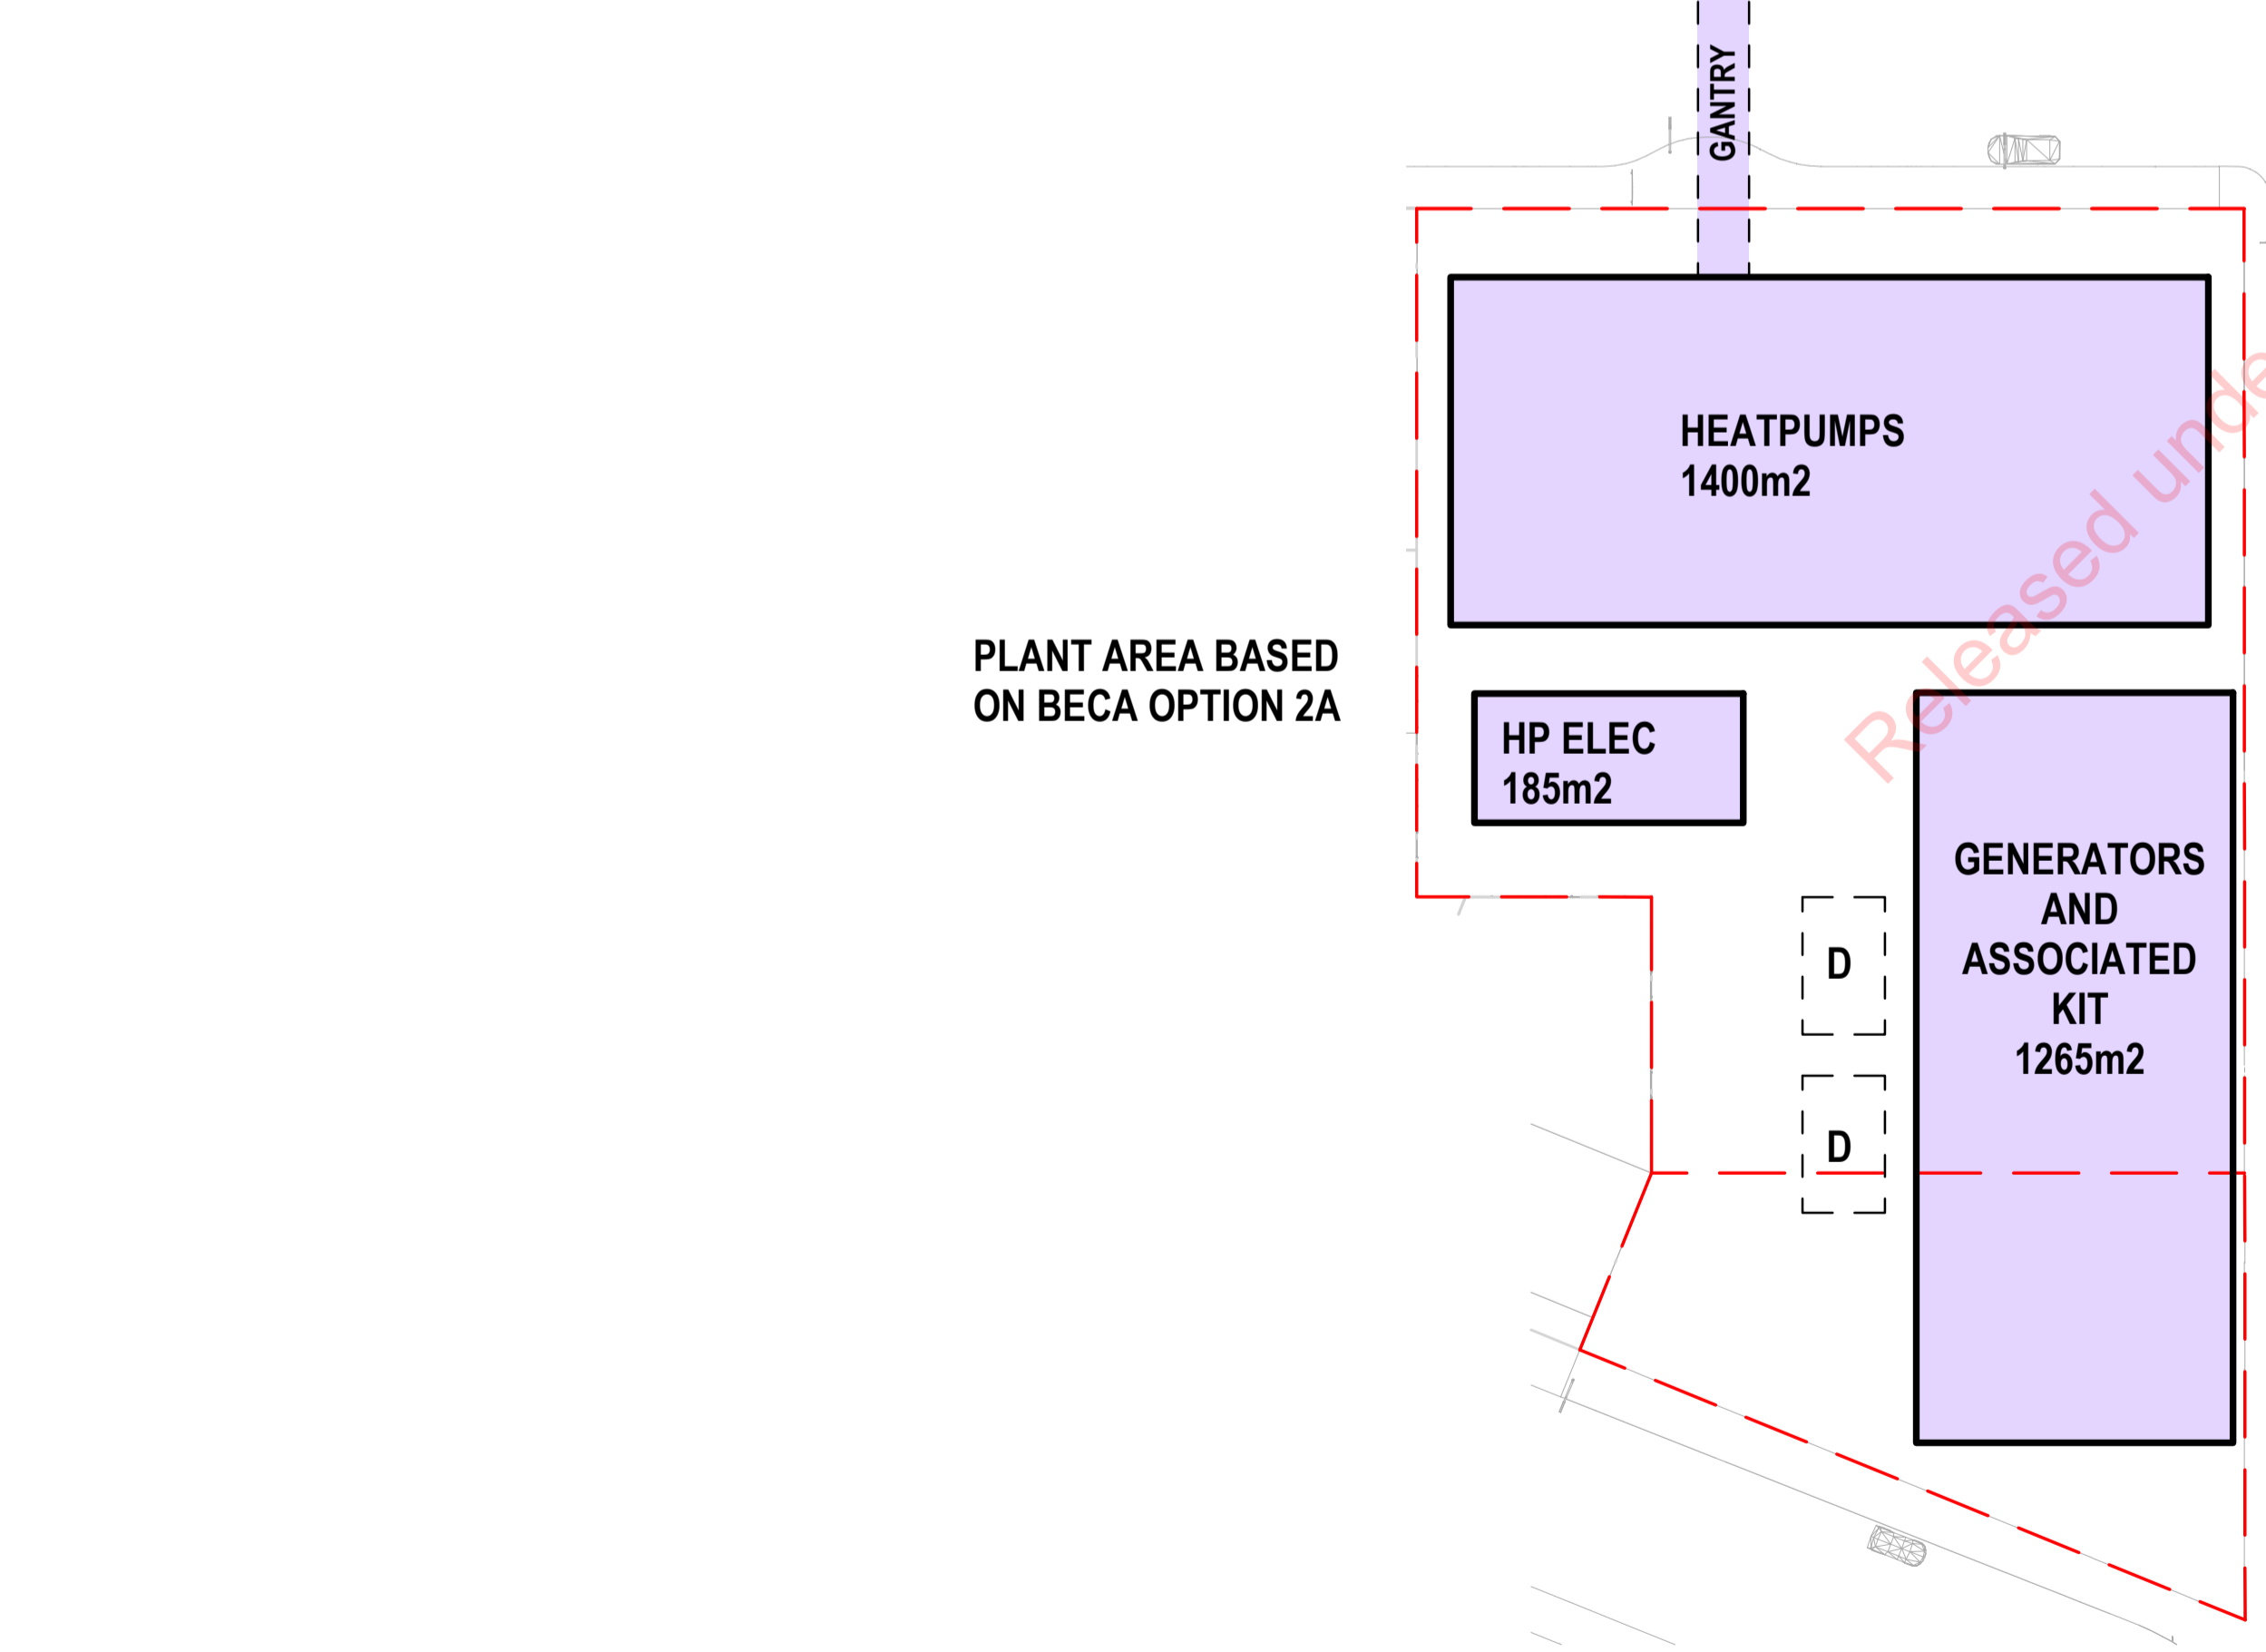 GANTRY
HEATPUMPS
1400m2
PLANT AREA BASED
ON BECA OPTION 2A
HP ELEC
185m2
GENERATORS
AND
ASSOCIATED
KIT
1265m2
D
D
Released unde